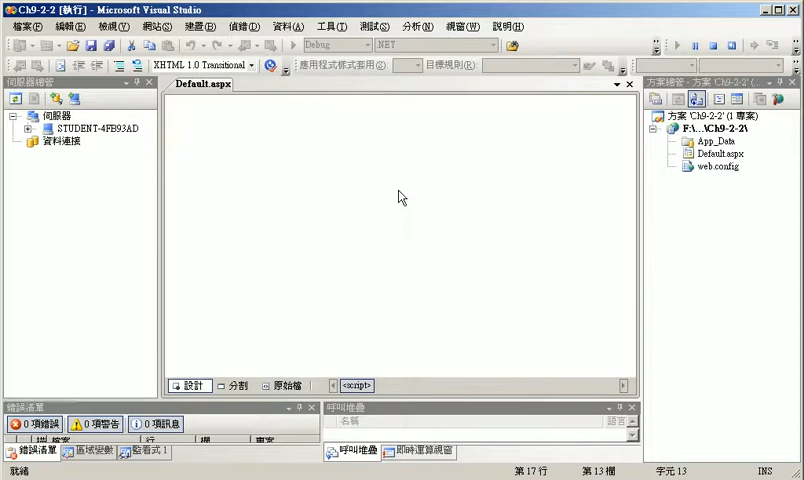 Ch9-2-2 [執行] - Microsoft Visual Studio
檔案(F) 編輯(E) 檢視(V) 網站(S) 建置(B) 偵錯(D) 資料(A) 工具(T) 測試(S) 分析(N) 視窗(W) 說明(H)
Debug .NET
XHTML 1.0 Transitional 應用程式樣式套用(S): 目標規則(R):
伺服器總管
伺服器
STUDENT-4FB93AD
資料連接
Default.aspx
設計 分割 原始檔 <script>
方案總管 - 方案 'Ch9-2-2' (
方案 'Ch9-2-2' (1 專案)
F:\...\Ch9-2-2\
App_Data
Default.aspx
web.config
錯誤清單
0 項錯誤 0 項警告 0 項訊息
行 欄 專案
錯誤清單 區域變數 監看式 1
呼叫堆疊
名稱 語言
呼叫堆疊 即時運算視窗
就緒 第 17 行 第 13 欄 字元 13 INS